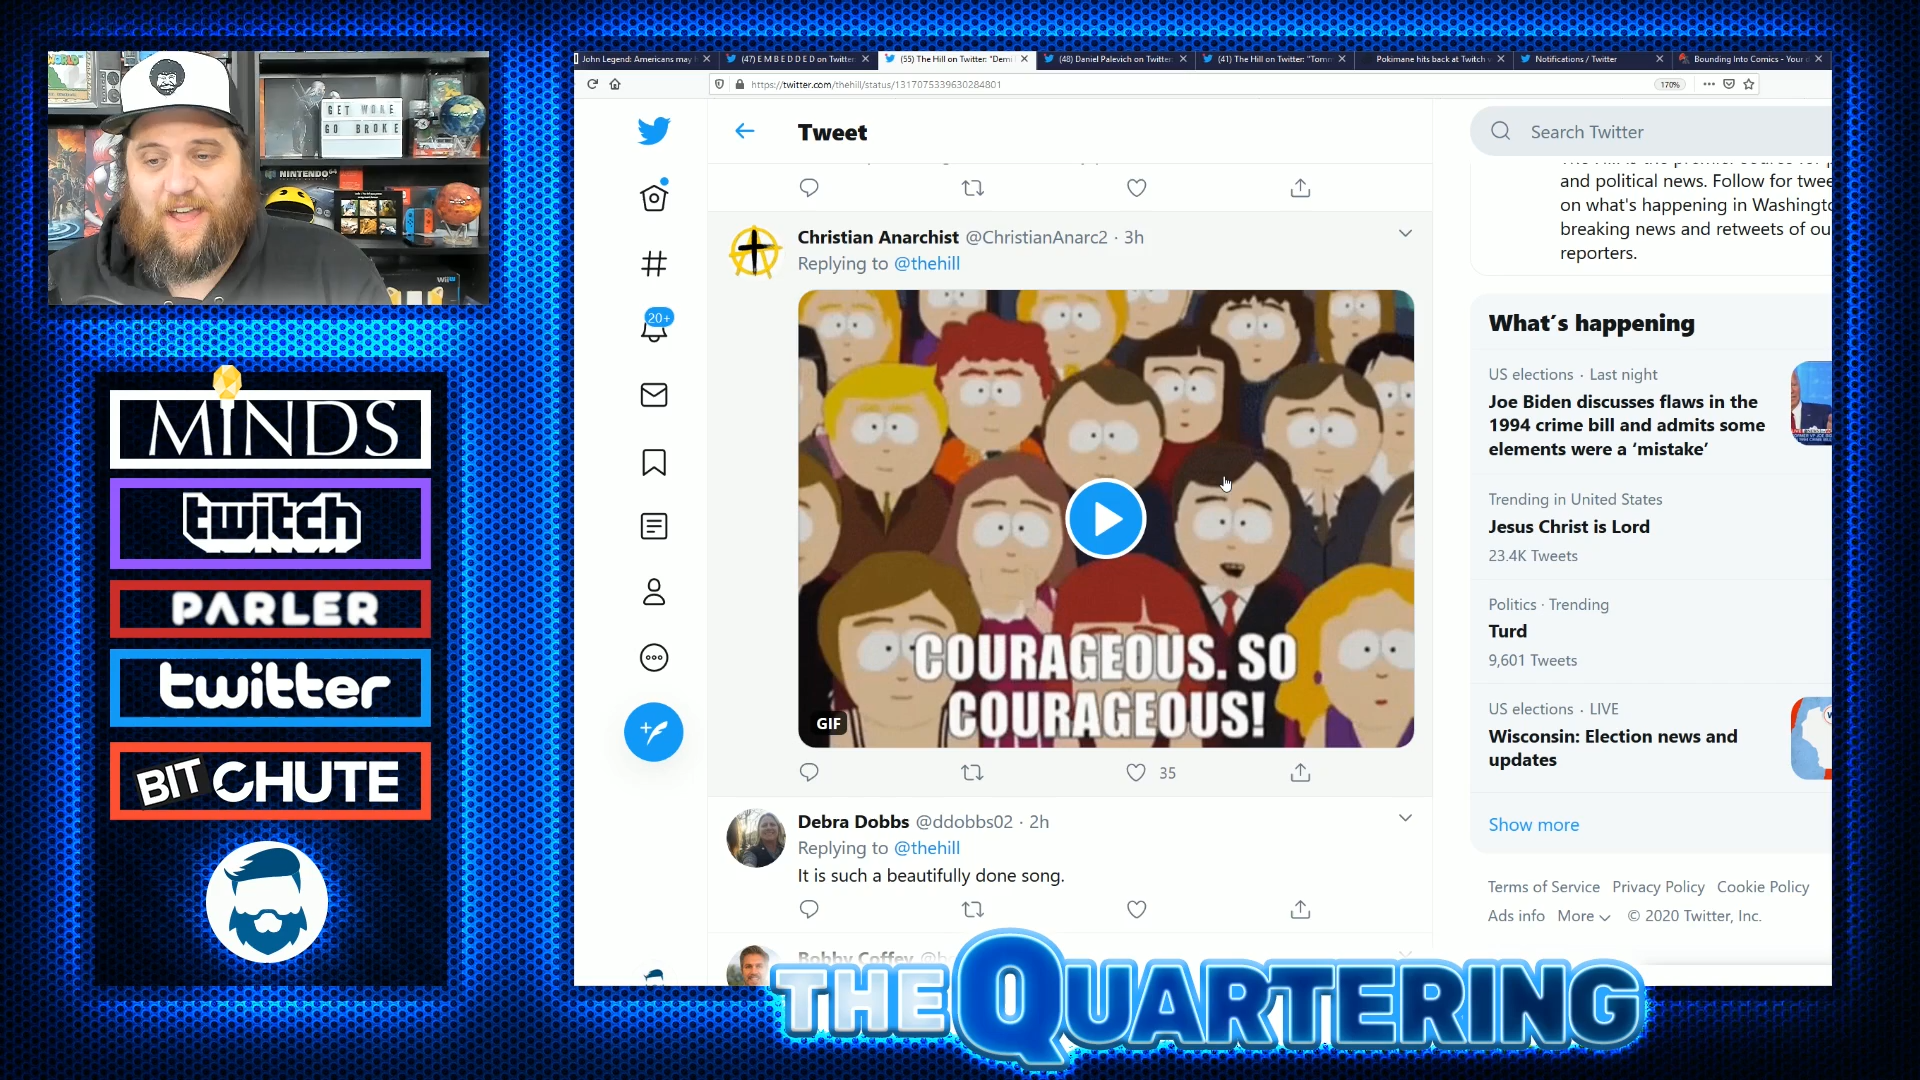 GET WOKE
GO BROKE
NINTENDO
WiiU
MINDS
twitch
PARLER
twitter
BITCHUTE
John Legend: Americans may
(47) E M B E D D E D on Twitter
(55) The Hill on Twitter: "Demi
(48) Daniel Palevich on Twitter:
(41) The Hill on Twitter: "Tom
Pokimane hits back at Twitch
Notifications / Twitter
Bounding Into Comics - Your
https://twitter.com/thehill/status/1317075339630284801
170%
20+
Tweet
Christian Anarchist @ChristianAnarc2 · 3h
Replying to @thehill
COURAGEOUS. SO
COURAGEOUS!
GIF
35
Debra Dobbs @ddobbs02 · 2h
Replying to @thehill
It is such a beautifully done song.
Bobby Coffey
Search Twitter
and political news. Follow for twee
on what's happening in Washingto
breaking news and retweets of ou
reporters.
What's happening
US elections · Last night
Joe Biden discusses flaws in the
1994 crime bill and admits some
elements were a ‘mistake’
Trending in United States
Jesus Christ is Lord
23.4K Tweets
Politics · Trending
Turd
9,601 Tweets
US elections · LIVE
Wisconsin: Election news and
updates
Show more
Terms of Service Privacy Policy Cookie Policy
Ads info More © 2020 Twitter, Inc.
THE QUARTERING